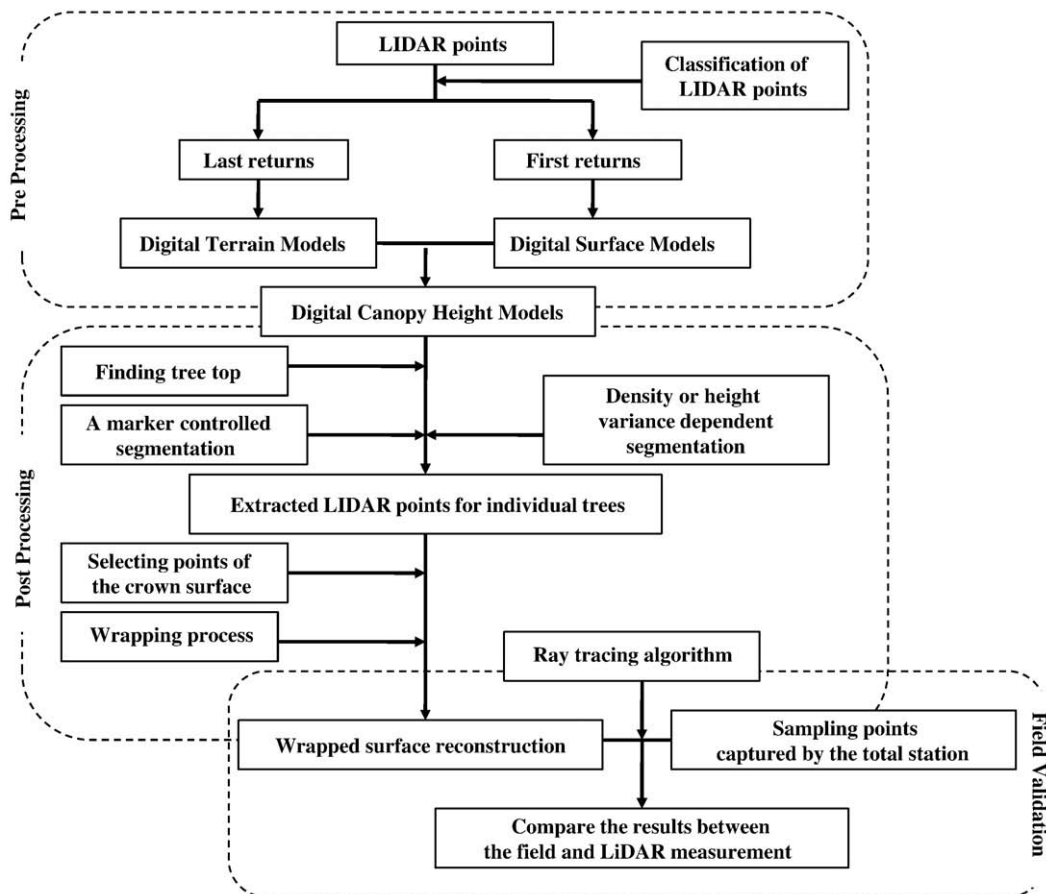 LIDAR points
Classification of
LIDAR points
Pre Processing
Last returns
First returns
Digital Terrain Models
Digital Surface Models
Digital Canopy Height Models
Finding tree top
Density or height
variance dependent
segmentation
A marker controlled
segmentation
Post Processing
Extracted LIDAR points for individual trees
Selecting points of
the crown surface
Wrapping process
Ray tracing algorithm
Wrapped surface reconstruction
Sampling points
captured by the total station
Field Validation
Compare the results between
the field and LiDAR measurement